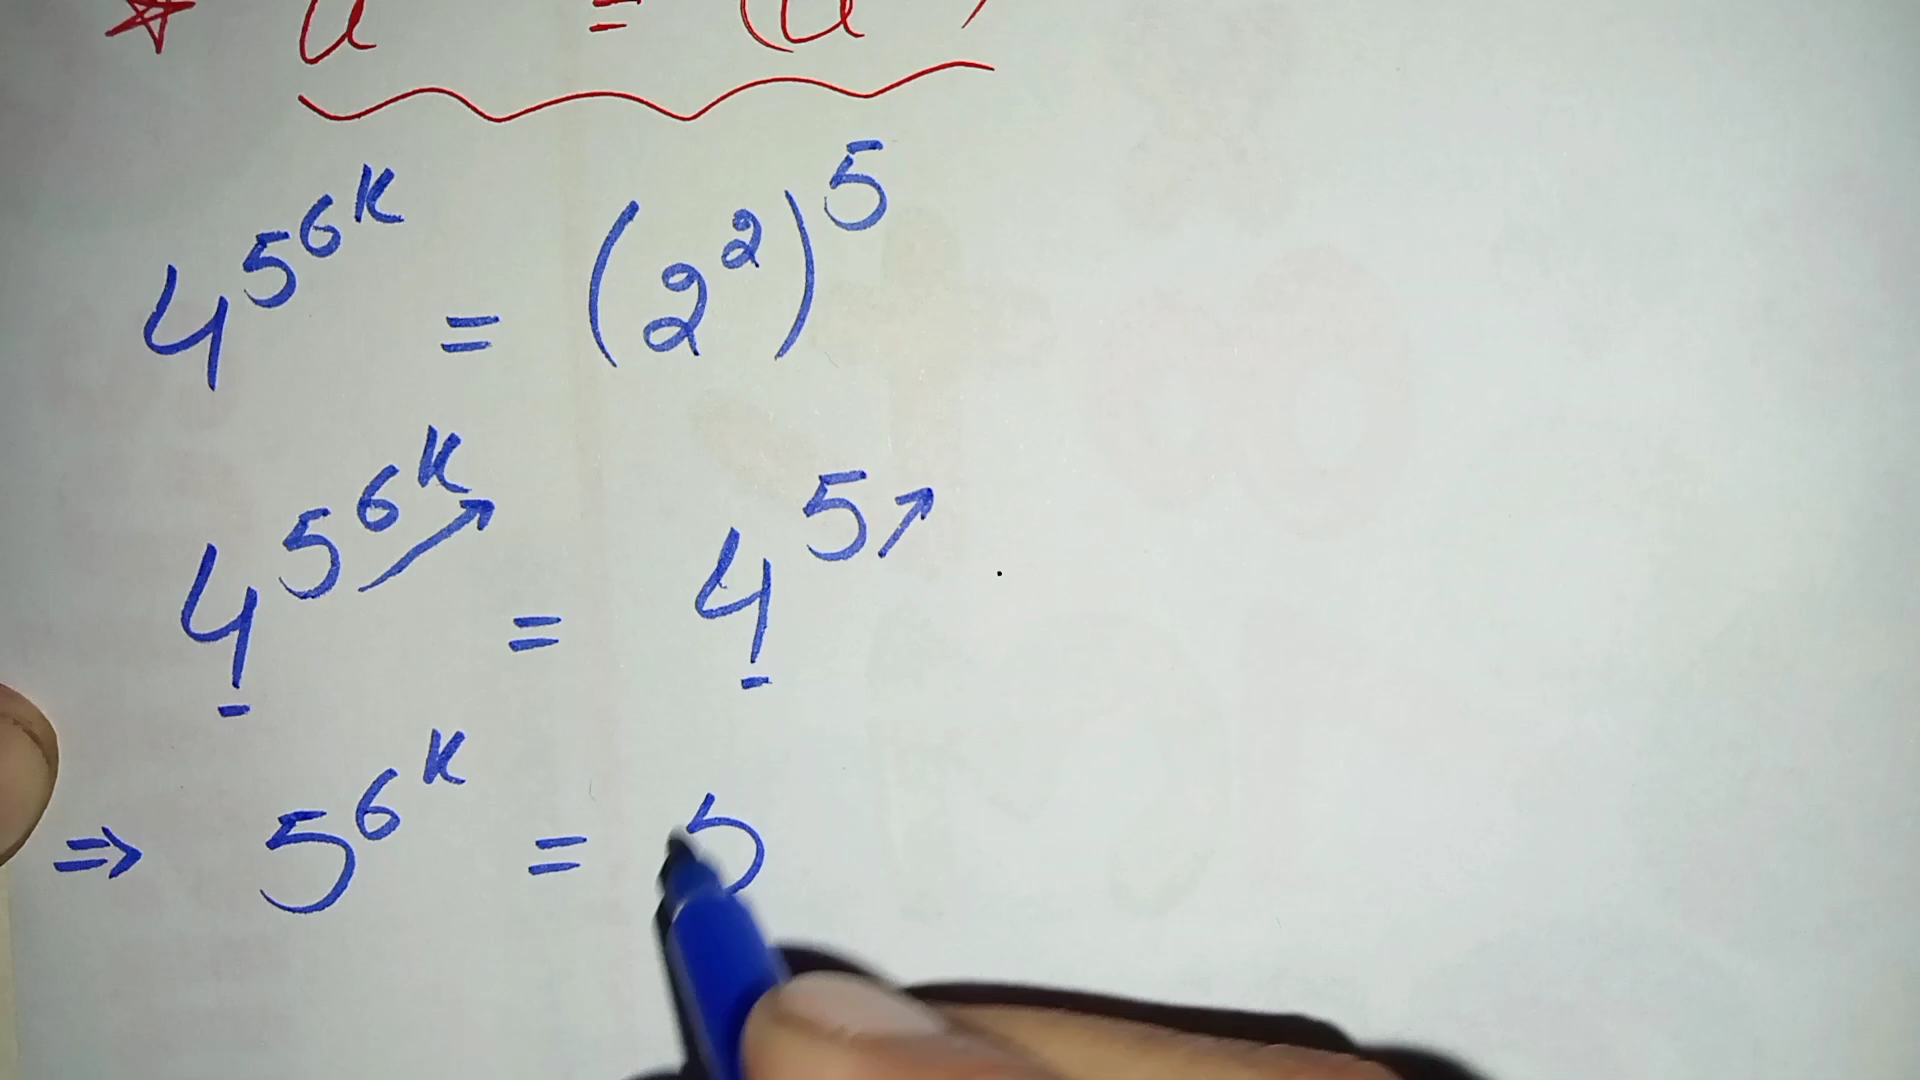 4^5^6^k = (2^2)^5
4^5^6^k = 4^5
⇒ 5^6^k = 5